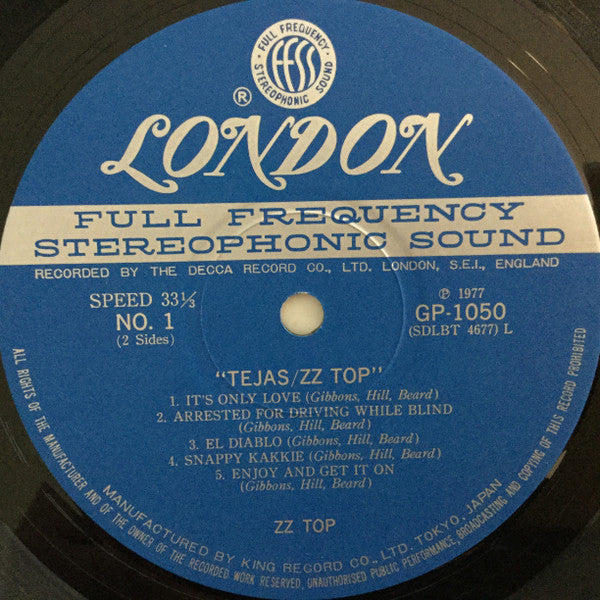 FULL FREQUENCY
FFSS
STEREOPHONIC SOUND
®
LONDON
FULL FREQUENCY
STEREOPHONIC SOUND
RECORDED BY THE DECCA RECORD CO., LTD. LONDON, S.E.I., ENGLAND
SPEED 33⅓
NO. 1
(2 Sides)
℗ 1977
GP-1050
(SDLBT 4677) L
"TEJAS/ZZ TOP"
1. IT'S ONLY LOVE (Gibbons, Hill, Beard)
2. ARRESTED FOR DRIVING WHILE BLIND
(Gibbons, Hill, Beard)
3. EL DIABLO (Gibbons, Hill, Beard)
4. SNAPPY KAKKIE (Gibbons, Hill, Beard)
5. ENJOY AND GET IT ON
(Gibbons, Hill, Beard)
ZZ TOP
MANUFACTURED BY KING RECORD CO., LTD. TOKYO, JAPAN
ALL RIGHTS OF THE MANUFACTURER AND OF THE OWNER OF THE RECORDED WORK RESERVED, UNAUTHORISED PUBLIC PERFORMANCE, BROADCASTING AND COPYING OF THIS RECORD PROHIBITED